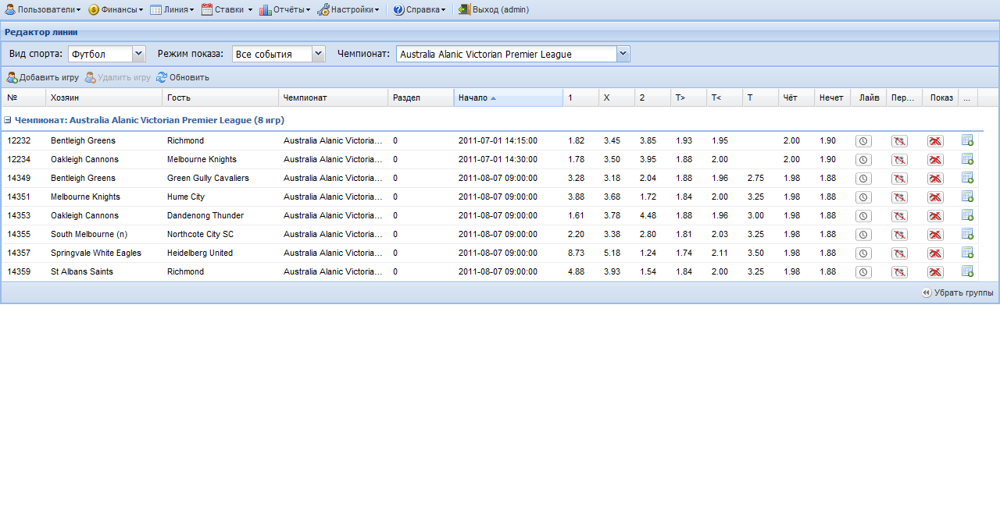 Пользователи Финансы Линия Ставки Отчёты Настройки Справка Выход (admin)
Редактор линии
Вид спорта: Футбол Режим показа: Все события Чемпионат: Australia Alanic Victorian Premier League
Добавить игру Удалить игру Обновить
№ Хозяин Гость Чемпионат Раздел Начало 1 X 2 Т> Т< Т Чёт Нечет Лайв Пер... Показ ...
Чемпионат: Australia Alanic Victorian Premier League (8 игр)
12232 Bentleigh Greens Richmond Australia Alanic Victoria... 0 2011-07-01 14:15:00 1.82 3.45 3.85 1.93 1.95 2.00 1.90
12234 Oakleigh Cannons Melbourne Knights Australia Alanic Victoria... 0 2011-07-01 14:30:00 1.78 3.50 3.95 1.88 2.00 2.00 1.90
14349 Bentleigh Greens Green Gully Cavaliers Australia Alanic Victoria... 0 2011-08-07 09:00:00 3.28 3.18 2.04 1.88 1.96 2.75 1.98 1.88
14351 Melbourne Knights Hume City Australia Alanic Victoria... 0 2011-08-07 09:00:00 3.88 3.68 1.72 1.84 2.00 3.25 1.98 1.88
14353 Oakleigh Cannons Dandenong Thunder Australia Alanic Victoria... 0 2011-08-07 09:00:00 1.61 3.78 4.48 1.88 1.96 3.00 1.98 1.88
14355 South Melbourne (n) Northcote City SC Australia Alanic Victoria... 0 2011-08-07 09:00:00 2.20 3.38 2.80 1.81 2.03 3.25 1.98 1.88
14357 Springvale White Eagles Heidelberg United Australia Alanic Victoria... 0 2011-08-07 09:00:00 8.73 5.18 1.24 1.74 2.11 3.50 1.98 1.88
14359 St Albans Saints Richmond Australia Alanic Victoria... 0 2011-08-07 09:00:00 4.88 3.93 1.54 1.84 2.00 3.25 1.98 1.88
Убрать группы